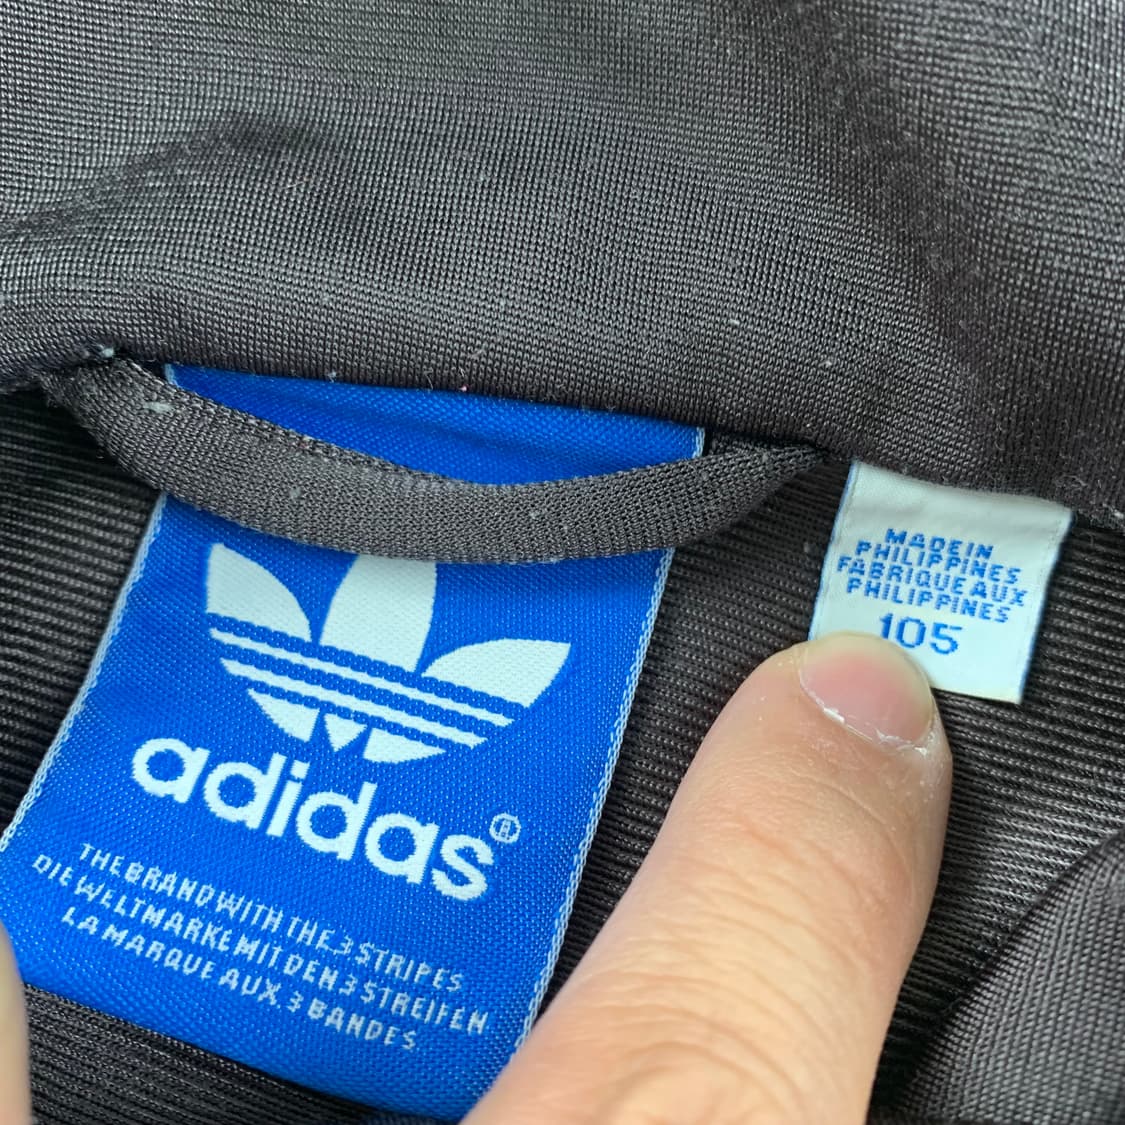 adidas®
THE BRAND WITH THE 3 STRIPES
DIE WELTMARKE MIT DEN 3 STREIFEN
LA MARQUE AUX 3 BANDES
MADE IN
PHILIPPINES
FABRIQUE AUX
PHILIPPINES
105